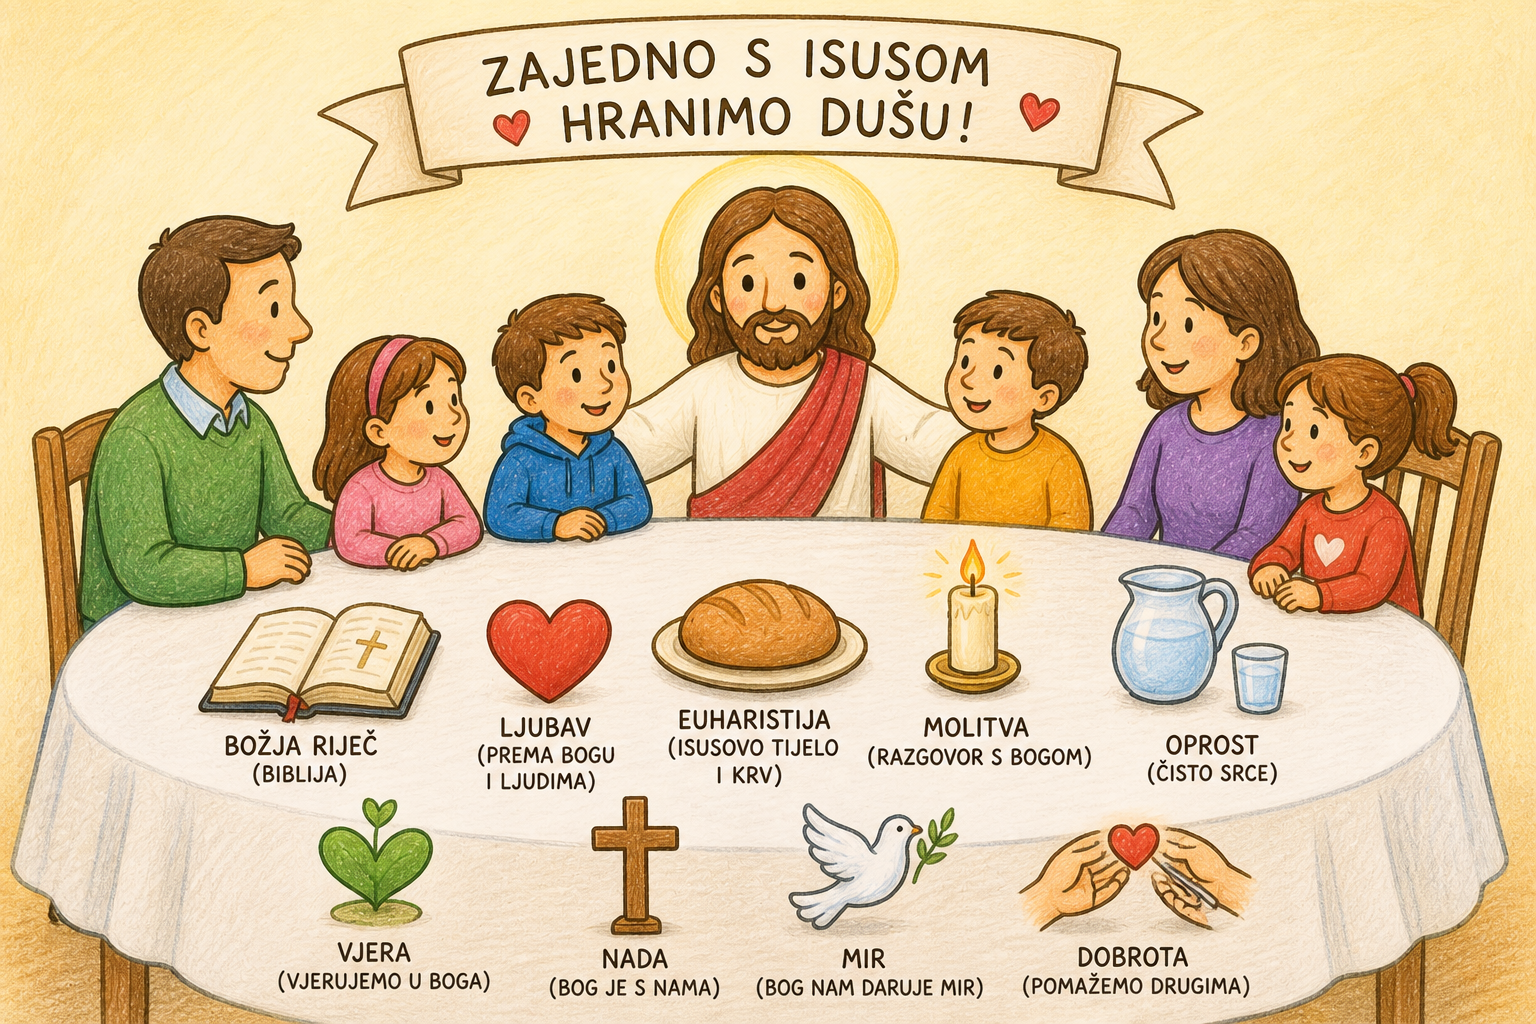 ZAJEDNO S ISUSOM
HRANIMO DUŠU!
BOŽJA RIJEČ
(BIBLIJA)
LJUBAV
(PREMA BOGU
I LJUDIMA)
EUHARISTIJA
(ISUSOVO TIJELO
I KRV)
MOLITVA
(RAZGOVOR S BOGOM)
OPROST
(ČISTO SRCE)
VJERA
(VJERUJEMO U BOGA)
NADA
(BOG JE S NAMA)
MIR
(BOG NAM DARUJE MIR)
DOBROTA
(POMAŽEMO DRUGIMA)